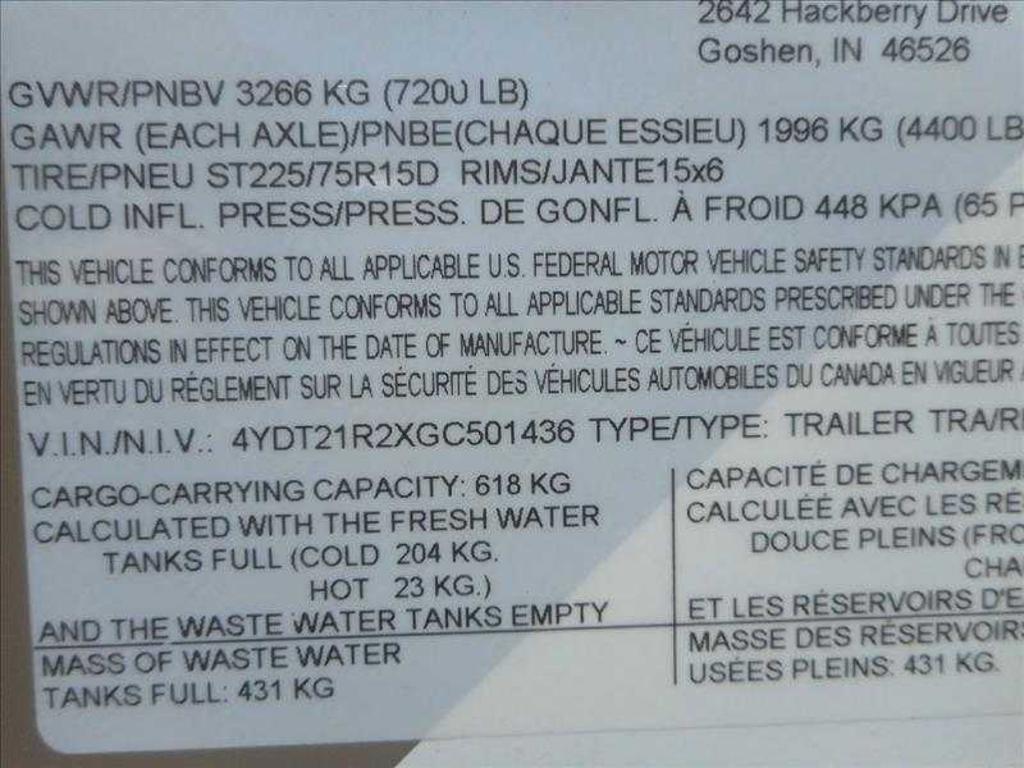 2642 Hackberry Drive
Goshen, IN 46526
GVWR/PNBV 3266 KG (7200 LB)
GAWR (EACH AXLE)/PNBE(CHAQUE ESSIEU) 1996 KG (4400 LB
TIRE/PNEU ST225/75R15D RIMS/JANTE15x6
COLD INFL. PRESS/PRESS. DE GONFL. À FROID 448 KPA (65 P
THIS VEHICLE CONFORMS TO ALL APPLICABLE U.S. FEDERAL MOTOR VEHICLE SAFETY STANDARDS IN E
SHOWN ABOVE. THIS VEHICLE CONFORMS TO ALL APPLICABLE STANDARDS PRESCRIBED UNDER THE
REGULATIONS IN EFFECT ON THE DATE OF MANUFACTURE. ~ CE VÉHICULE EST CONFORME À TOUTES
EN VERTU DU RÉGLEMENT SUR LA SÉCURITÉ DES VÉHICULES AUTOMOBILES DU CANADA EN VIGUEUR
V.I.N./N.I.V.: 4YDT21R2XGC501436 TYPE/TYPE: TRAILER TRA/R
CARGO-CARRYING CAPACITY: 618 KG
CALCULATED WITH THE FRESH WATER
TANKS FULL (COLD 204 KG.
HOT 23 KG.)
AND THE WASTE WATER TANKS EMPTY
MASS OF WASTE WATER
TANKS FULL: 431 KG
CAPACITÉ DE CHARGEM
CALCULÉÉ AVEC LES RÉ
DOUCE PLEINS (FRO
CHA
ET LES RÉSERVOIRS D'E
MASSE DES RÉSERVOIR
USÉES PLEINS: 431 KG.